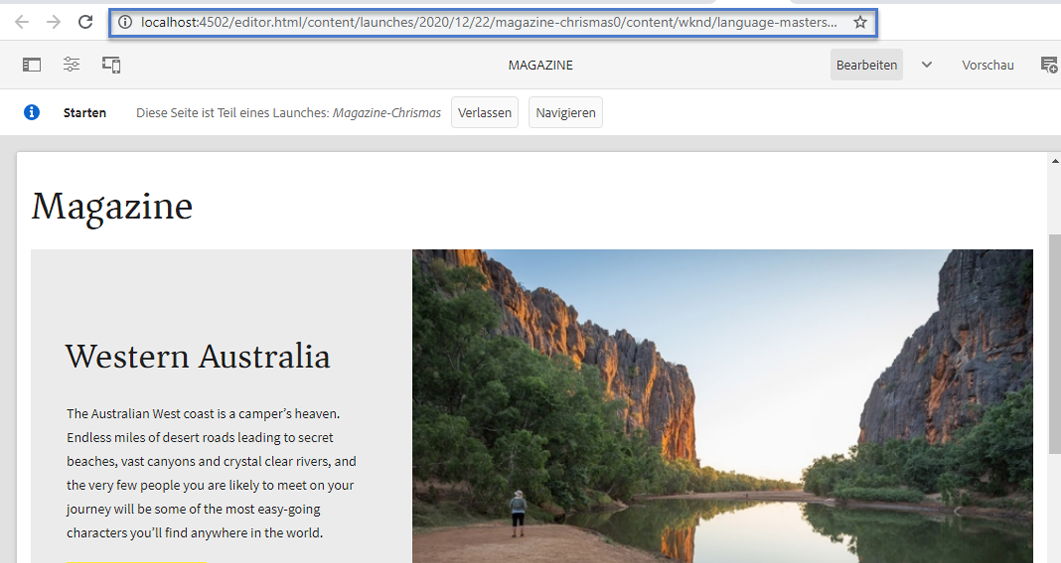 localhost:4502/editor.html/content/launches/2020/12/22/magazine-chrismas0/content/wknd/language-masters...
MAGAZINE
Bearbeiten
Vorschau
Starten
Diese Seite ist Teil eines Launches: Magazine-Chrismas
Verlassen
Navigieren
Magazine
Western Australia
The Australian West coast is a camper’s heaven.
Endless miles of desert roads leading to secret
beaches, vast canyons and crystal clear rivers, and
the very few people you are likely to meet on your
journey will be some of the most easy-going
characters you’ll find anywhere in the world.